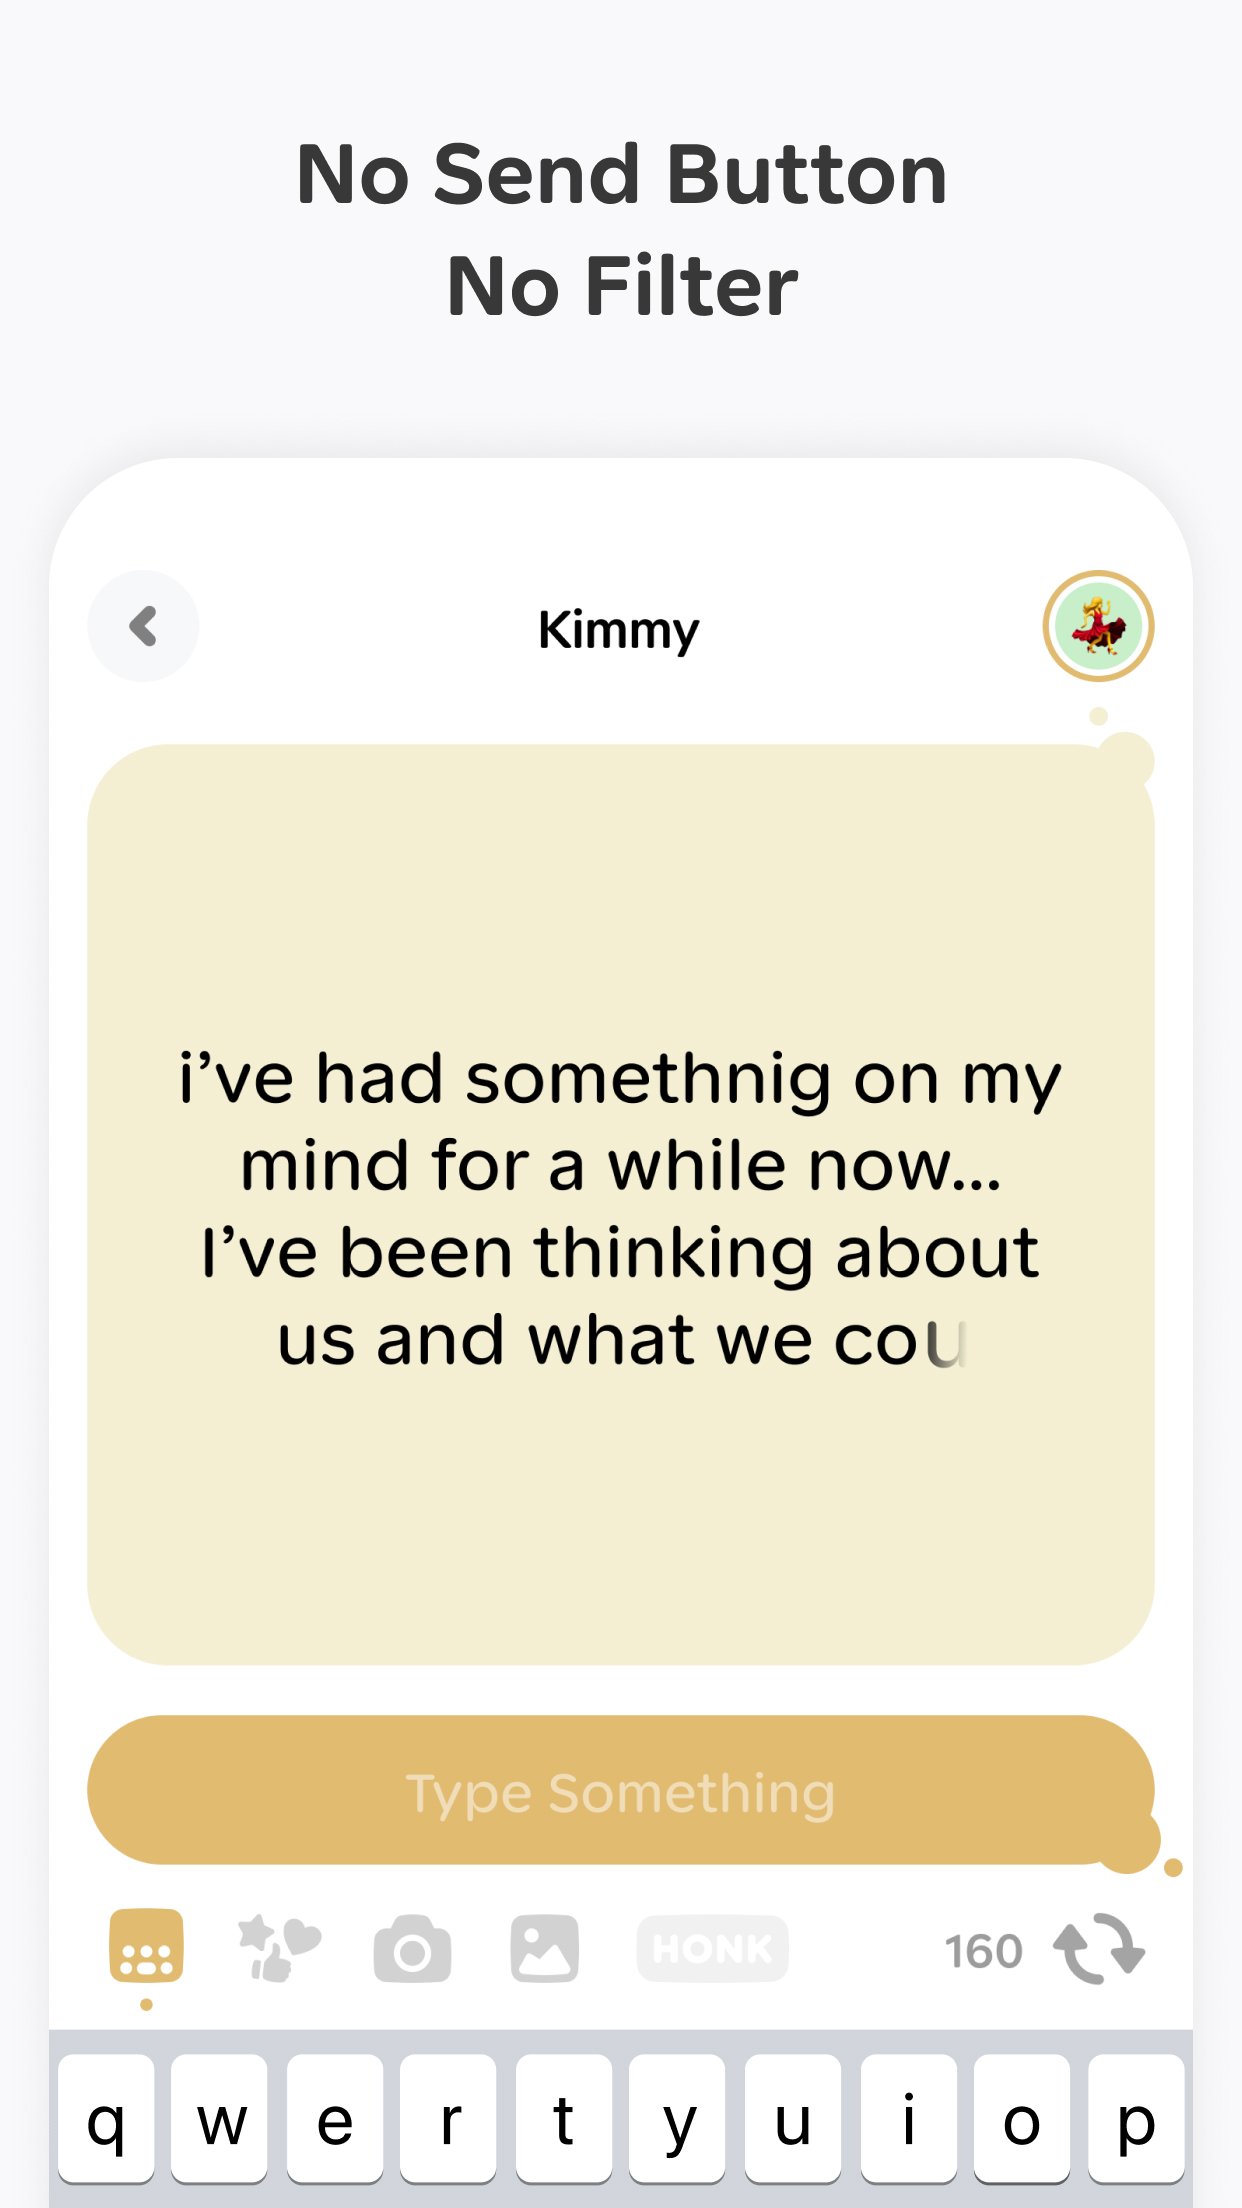 No Send Button
No Filter
Kimmy
i’ve had somethnig on my
mind for a while now...
I’ve been thinking about
us and what we cou
Type Something
HONK
160
q w e r t y u i o p